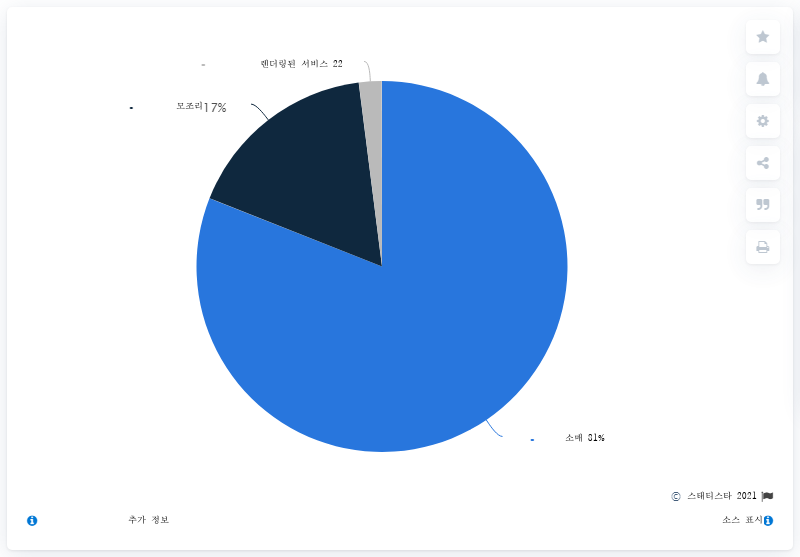 - 렌더링된 서비스 22
- 모조리17%
- 소매 81%
© 스태티스타 2021
추가 정보
소스 표시